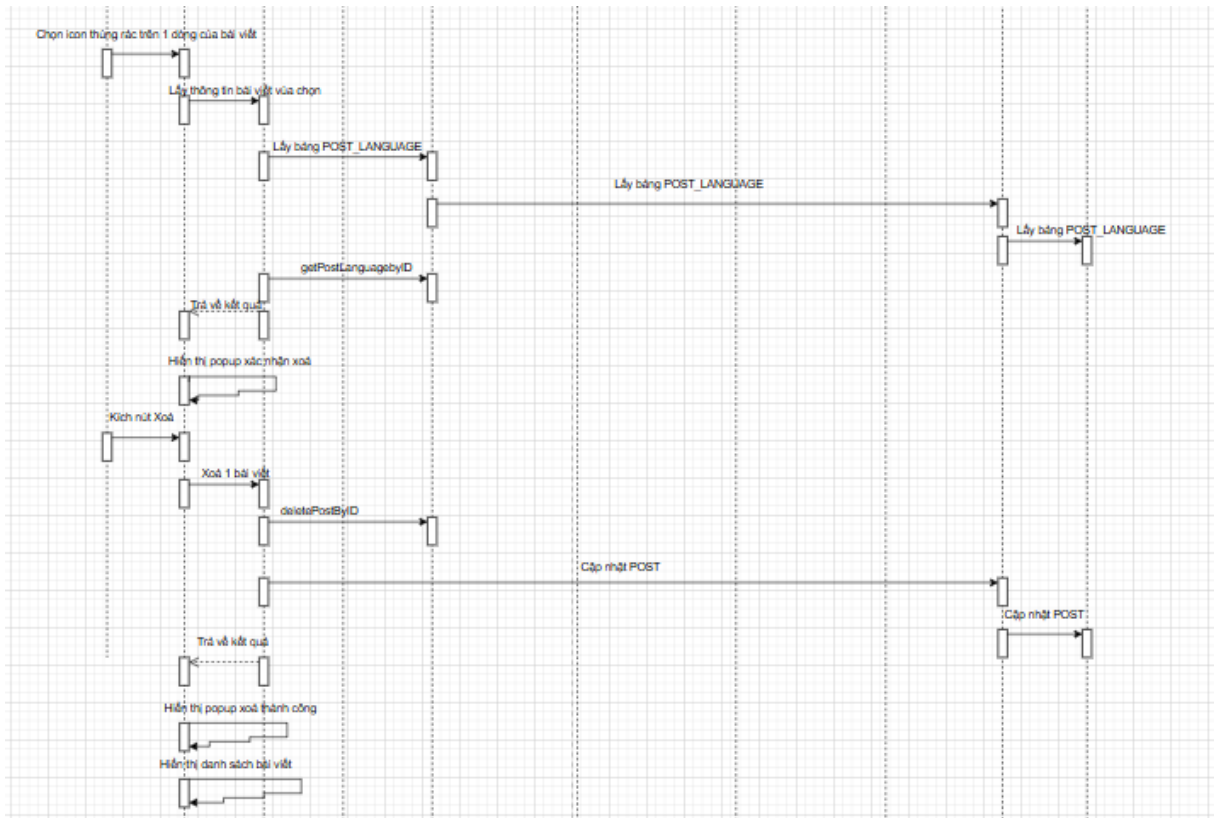 Chọn icon thùng rác trên 1 dòng của bài viết
Lấy thông tin bài viết vừa chọn
Lấy bảng POST_LANGUAGE
Lấy bảng POST_LANGUAGE
Lấy bảng POST_LANGUAGE
getPostLanguagebyID
Trả về kết quả
Hiển thị popup xác nhận xoá
Kích nút Xoá
Xoá 1 bài viết
deletePostByID
Cập nhật POST
Cập nhật POST
Trả về kết quả
Hiển thị popup xoá thành công
Hiển thị danh sách bài viết